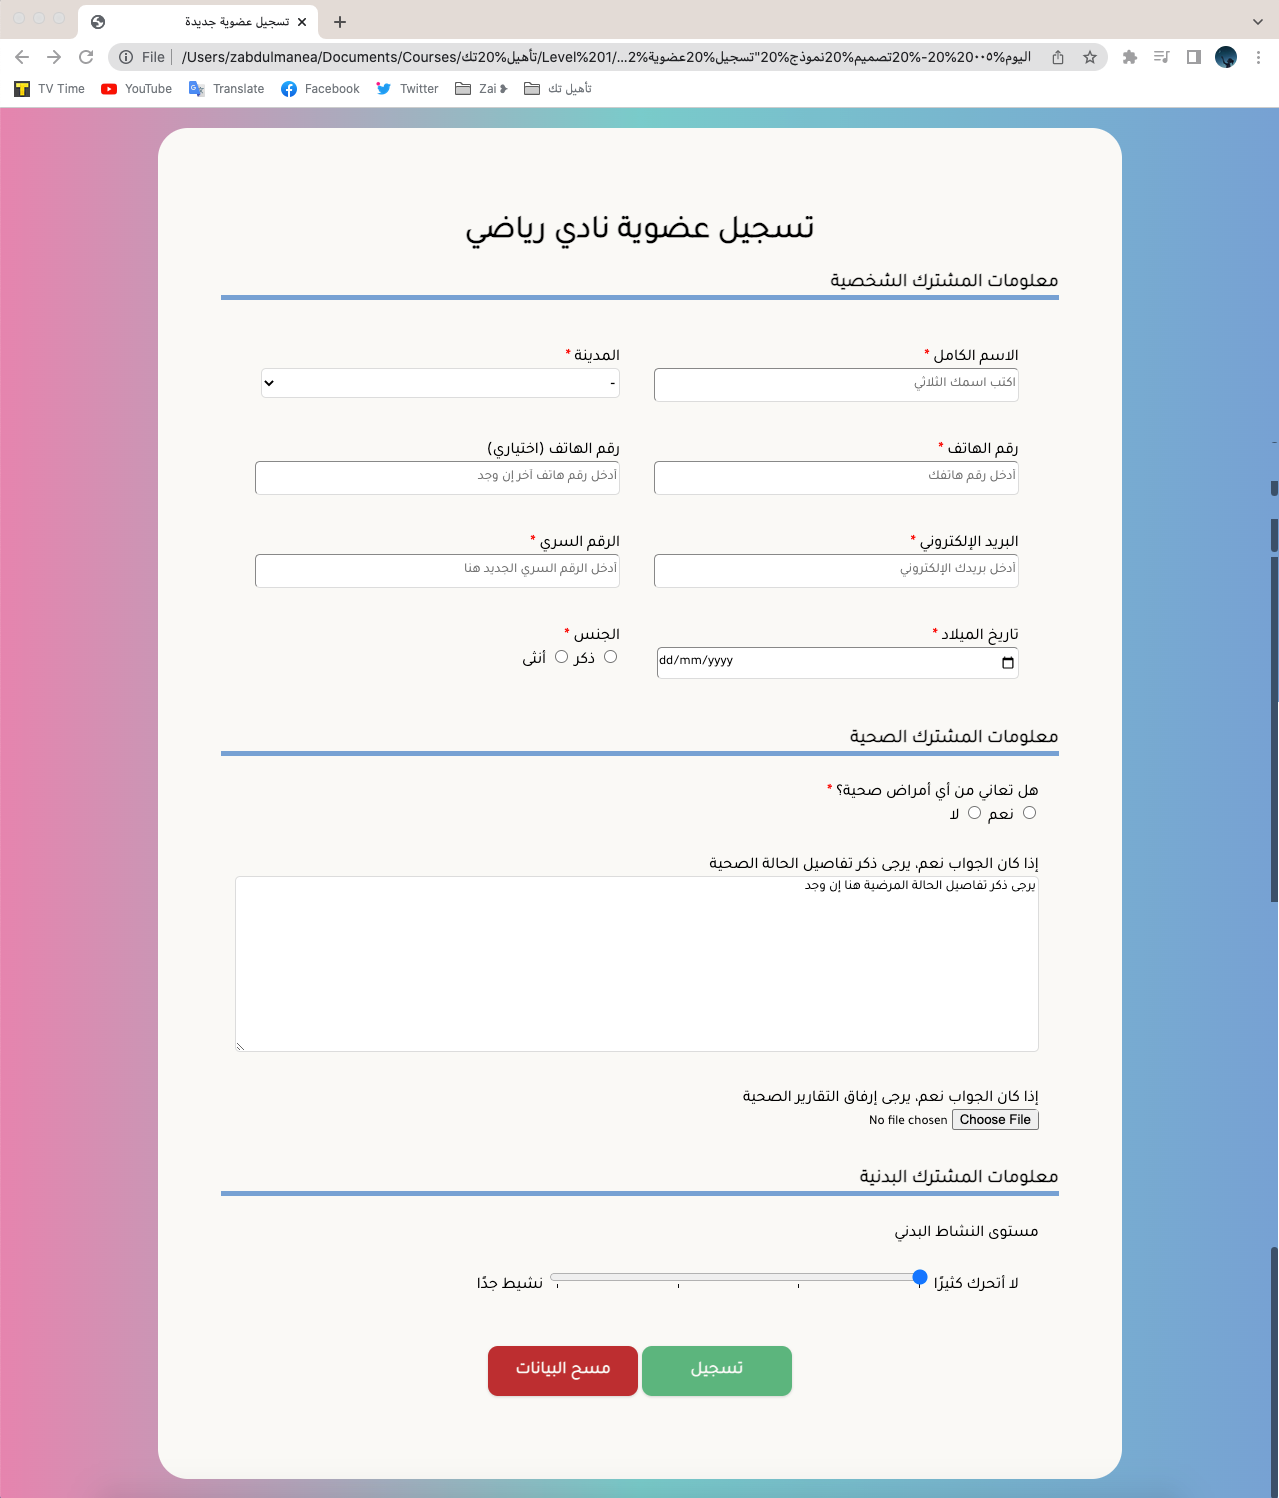 تسجيل عضوية جديدة
File
/Users/zabdulmanea/Documents/Courses/تأهيل%20تك/Level%201/...2%تسجيل%20عضوية"20%نموذج%20تصميم%20-%20اليوم%20٠٠٥
TV Time YouTube Translate Facebook Twitter Zai تأهيل تك
تسجيل عضوية نادي رياضي
معلومات المشترك الشخصية
الاسم الكامل * المدينة *
اكتب اسمك الثلاثي -
رقم الهاتف * رقم الهاتف (اختياري)
أدخل رقم هاتفك أدخل رقم هاتف آخر إن وجد
البريد الإلكتروني * الرقم السري *
أدخل بريدك الإلكتروني أدخل الرقم السري الجديد هنا
تاريخ الميلاد * الجنس *
dd/mm/yyyy ذكر أنثى
معلومات المشترك الصحية
هل تعاني من أي أمراض صحية؟ *
نعم لا
إذا كان الجواب نعم، يرجى ذكر تفاصيل الحالة الصحية
يرجى ذكر تفاصيل الحالة المرضية هنا إن وجد
إذا كان الجواب نعم، يرجى إرفاق التقارير الصحية
Choose File No file chosen
معلومات المشترك البدنية
مستوى النشاط البدني
لا أتحرك كثيرًا نشيط جدًا
تسجيل مسح البيانات